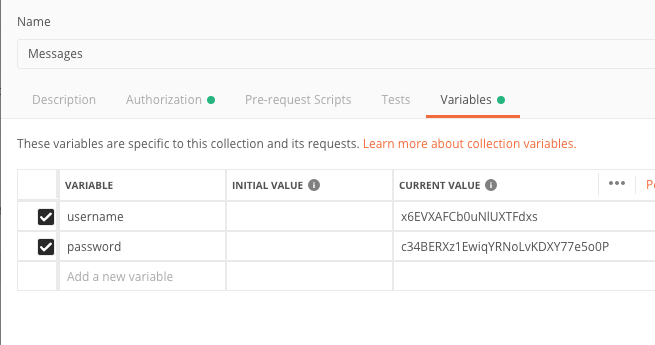 Name
Messages
Description Authorization Pre-request Scripts Tests Variables
These variables are specific to this collection and its requests. Learn more about collection variables.
VARIABLE INITIAL VALUE CURRENT VALUE
username x6EVXAFCb0uNlUXTFdxs
password c34BERXz1EwiqYRNoLvKDXY77e5o0P
Add a new variable